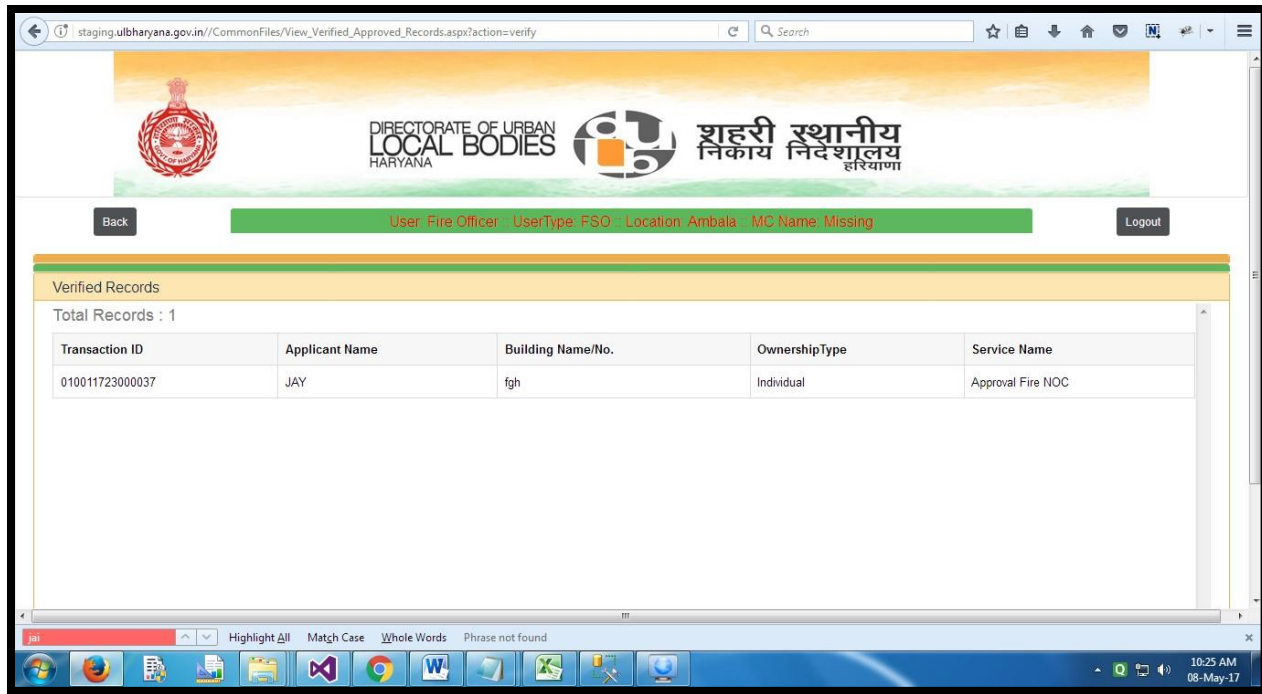 staging.ulbharyana.gov.in//CommonFiles/View_Verified_Approved_Records.aspx?action=verify
Search
GOVT. OF HARYANA
DIRECTORATE OF URBAN
LOCAL BODIES
HARYANA
शहरी स्थानीय
निकाय निदेशालय
हरियाणा
Back
User: Fire Officer :: UserType: FSO :: Location: Ambala :: MC Name: Missing
Logout
Verified Records
Total Records : 1
Transaction ID Applicant Name Building Name/No. OwnershipType Service Name
010011723000037 JAY fgh Individual Approval Fire NOC
jai Highlight All Match Case Whole Words Phrase not found
10:25 AM
08-May-17